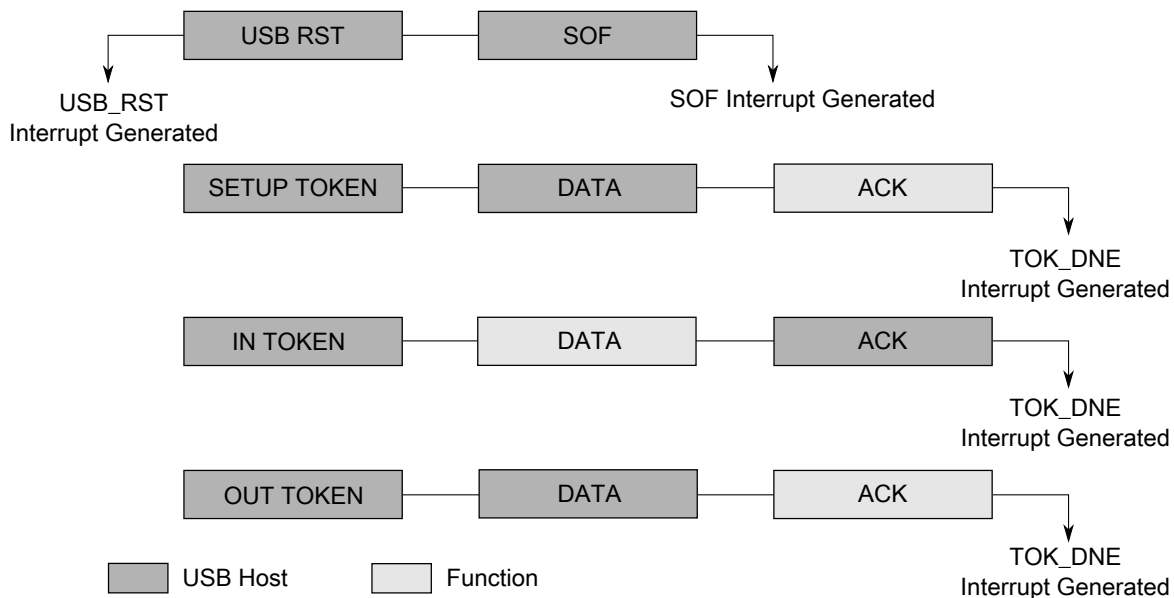 USB RST
SOF
USB_RST
Interrupt Generated
SOF Interrupt Generated
SETUP TOKEN
DATA
ACK
TOK_DNE
Interrupt Generated
IN TOKEN
DATA
ACK
TOK_DNE
Interrupt Generated
OUT TOKEN
DATA
ACK
TOK_DNE
Interrupt Generated
USB Host
Function